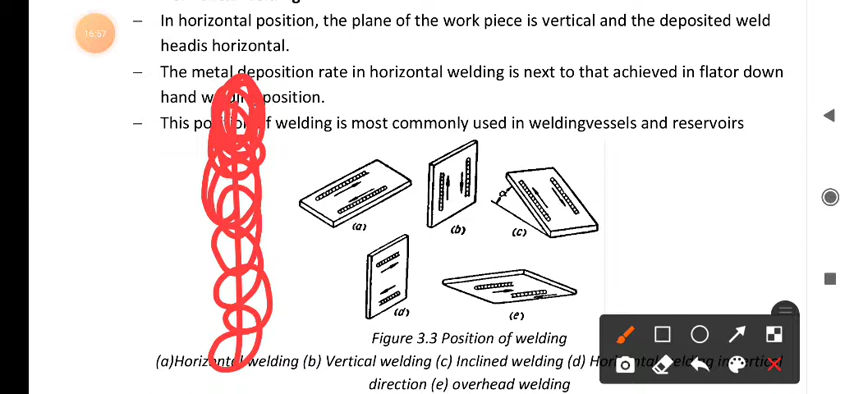 16:57
– In horizontal position, the plane of the work piece is vertical and the deposited weld
headis horizontal.
– The metal deposition rate in horizontal welding is next to that achieved in flator down
hand position.
– This of welding is most commonly used in weldingvessels and reservoirs
(a)
(b)
(c)
(d)
(e)
Figure 3.3 Position of welding
(a)Horizontal welding (b) Vertical welding (c) Inclined welding (d)
direction (e) overhead welding